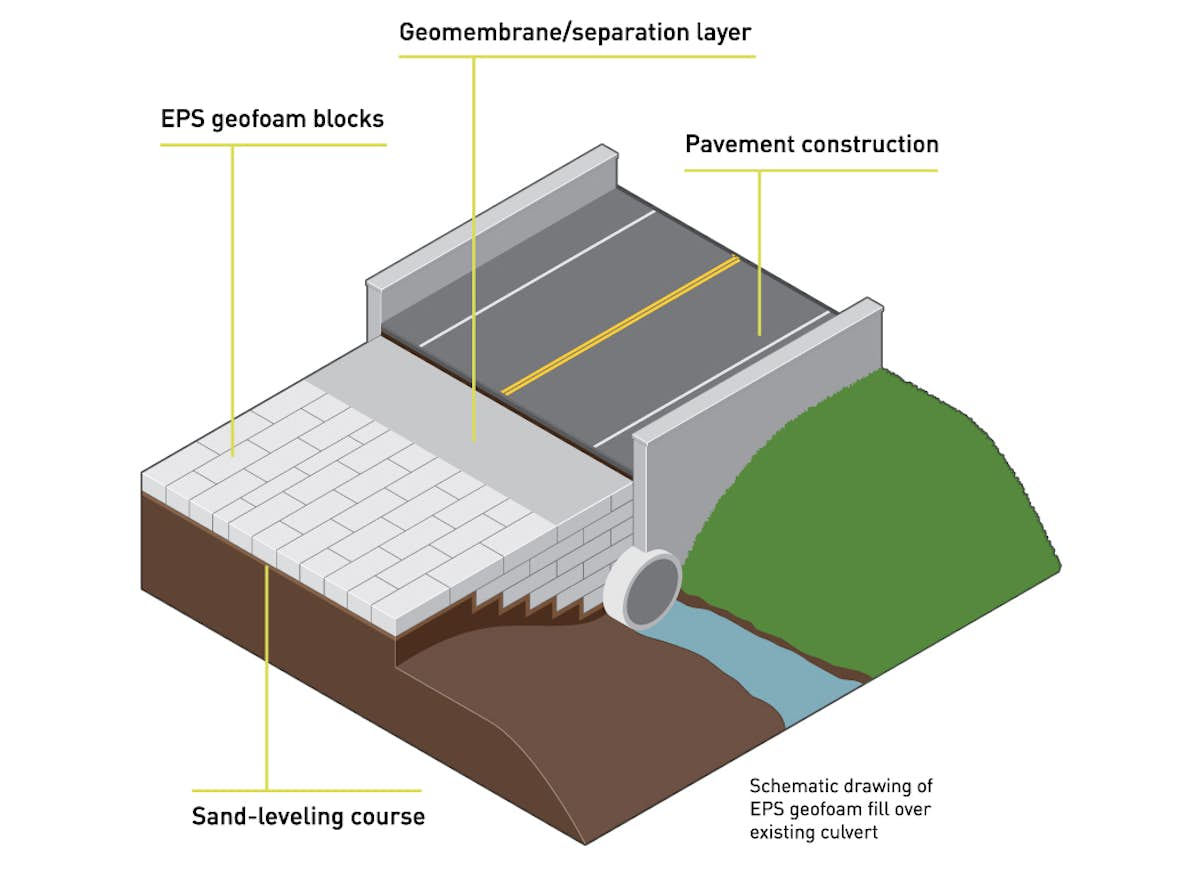 Geomembrane/separation layer
EPS geofoam blocks
Pavement construction
Sand-leveling course
Schematic drawing of
EPS geofoam fill over
existing culvert